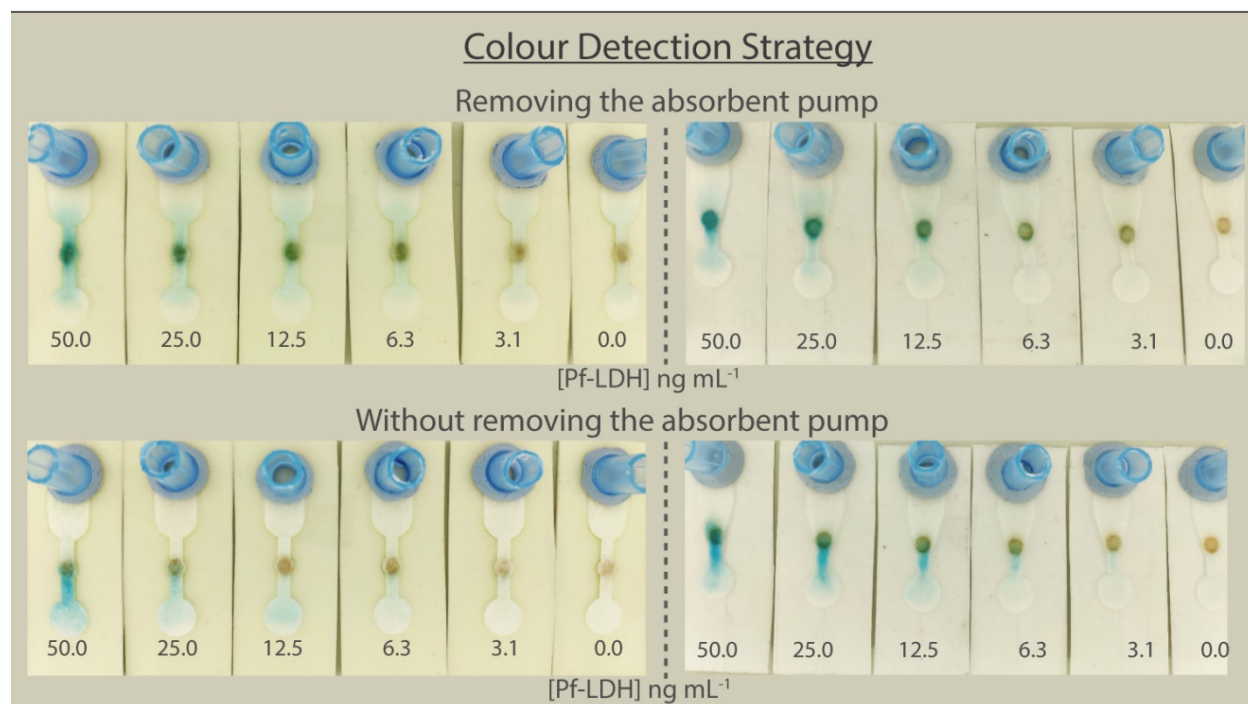 Colour Detection Strategy
Removing the absorbent pump
50.0 25.0 12.5 6.3 3.1 0.0 50.0 25.0 12.5 6.3 3.1 0.0
[Pf-LDH] ng mL⁻¹
Without removing the absorbent pump
50.0 25.0 12.5 6.3 3.1 0.0 50.0 25.0 12.5 6.3 3.1 0.0
[Pf-LDH] ng mL⁻¹